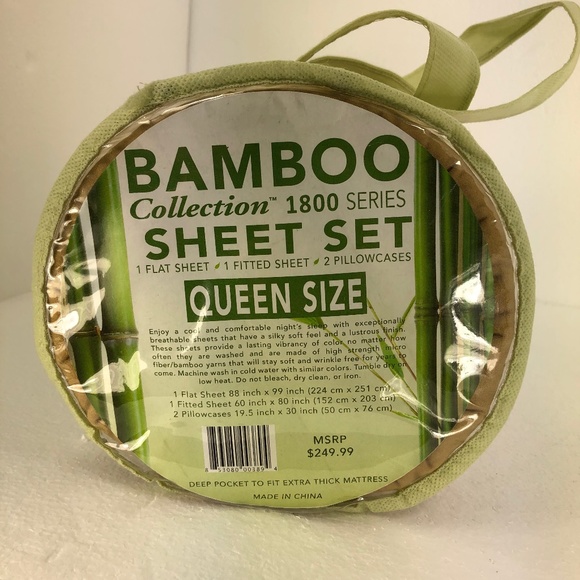 BAMBOO
Collection™ 1800 SERIES
SHEET SET
1 FLAT SHEET 1 FITTED SHEET 2 PILLOWCASES
QUEEN SIZE
Enjoy a cool and comfortable night's sleep with exceptionally
breathable sheets that have a silky soft feel and a lustrous finish.
These sheets provide a lasting vibrancy of color, no matter how
often they are washed and are made of high strength micro
fiber/bamboo yarns that will stay soft and wrinkle free for years to
come. Machine wash in cold water with similar colors. Tumble dry on
low heat. Do not bleach, dry clean, or iron.
1 Flat Sheet 88 inch x 99 inch (224 cm x 251 cm)
1 Fitted Sheet 60 inch x 80 inch (152 cm x 203 cm)
2 Pillowcases 19.5 inch x 30 inch (50 cm x 76 cm)
MSRP
$249.99
DEEP POCKET TO FIT EXTRA THICK MATTRESS
MADE IN CHINA